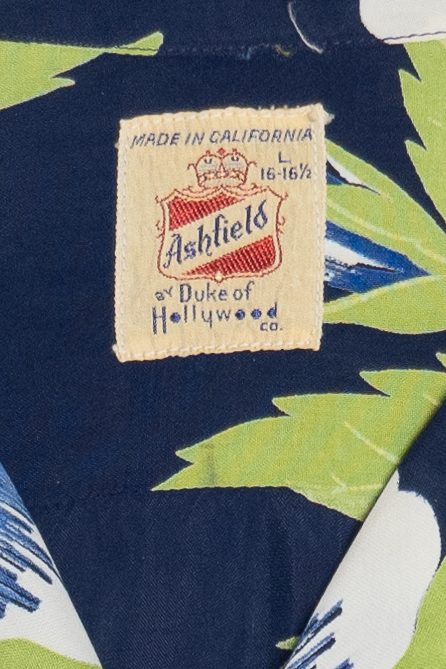 MADE IN CALIFORNIA
L
16-16½
Ashfield
BY Duke of
Hollywood
CO.